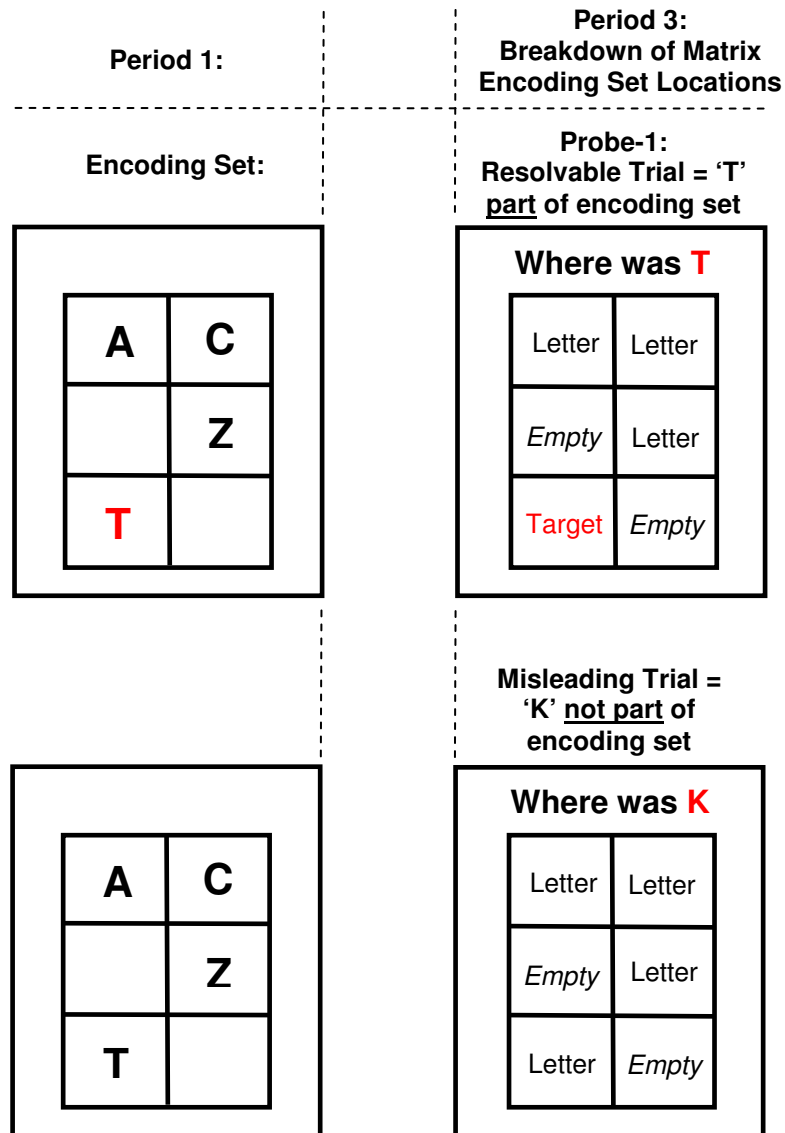 Period 1:
Period 3:
Breakdown of Matrix
Encoding Set Locations
Encoding Set:
Probe-1:
Resolvable Trial = ‘T’
part of encoding set
A C
Z
T
Where was T
Letter Letter
Empty Letter
Target Empty
Misleading Trial =
‘K’ not part of
encoding set
A C
Z
T
Where was K
Letter Letter
Empty Letter
Letter Empty